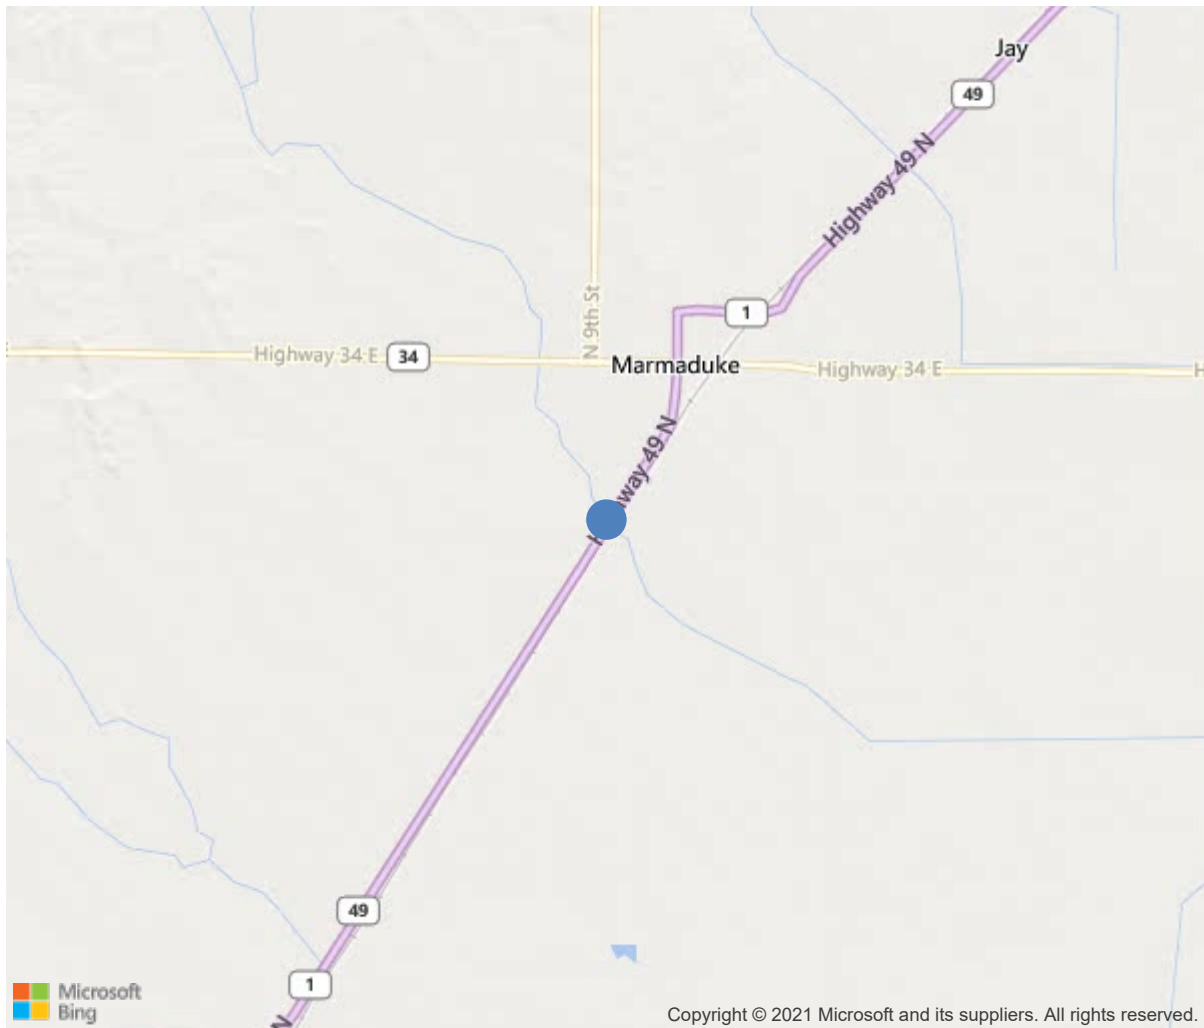 Jay
49
Highway 49 N
N 9th St
1
Highway 34 E
34
Marmaduke
Highway 34 E
H
way 49 N
H
49
1
N
Microsoft
Bing
Copyright © 2021 Microsoft and its suppliers. All rights reserved.